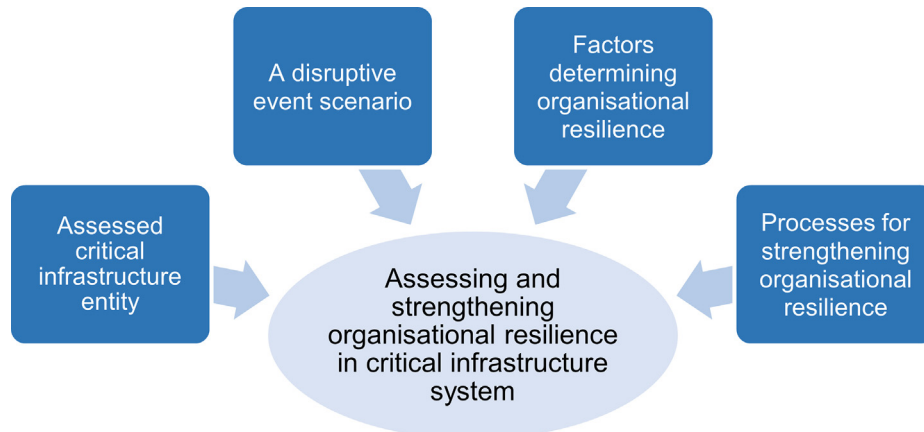 A disruptive
event scenario
Factors
determining
organisational
resilience
Assessed
critical
infrastructure
entity
Processes for
strengthening
organisational
resilience
Assessing and
strengthening
organisational resilience
in critical infrastructure
system